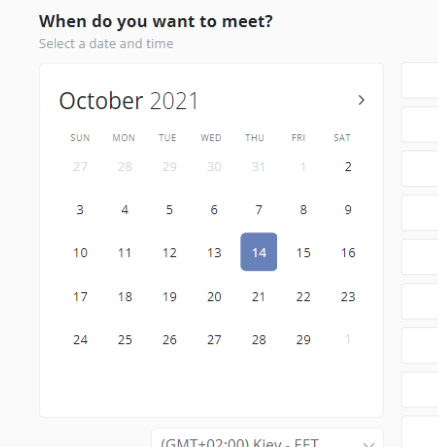 When do you want to meet?
Select a date and time
October 2021
SUN MON TUE WED THU FRI SAT
27 28 29 30 31 1 2
3 4 5 6 7 8 9
10 11 12 13 14 15 16
17 18 19 20 21 22 23
24 25 26 27 28 29 1
(GMT+02:00) Kiev - EET